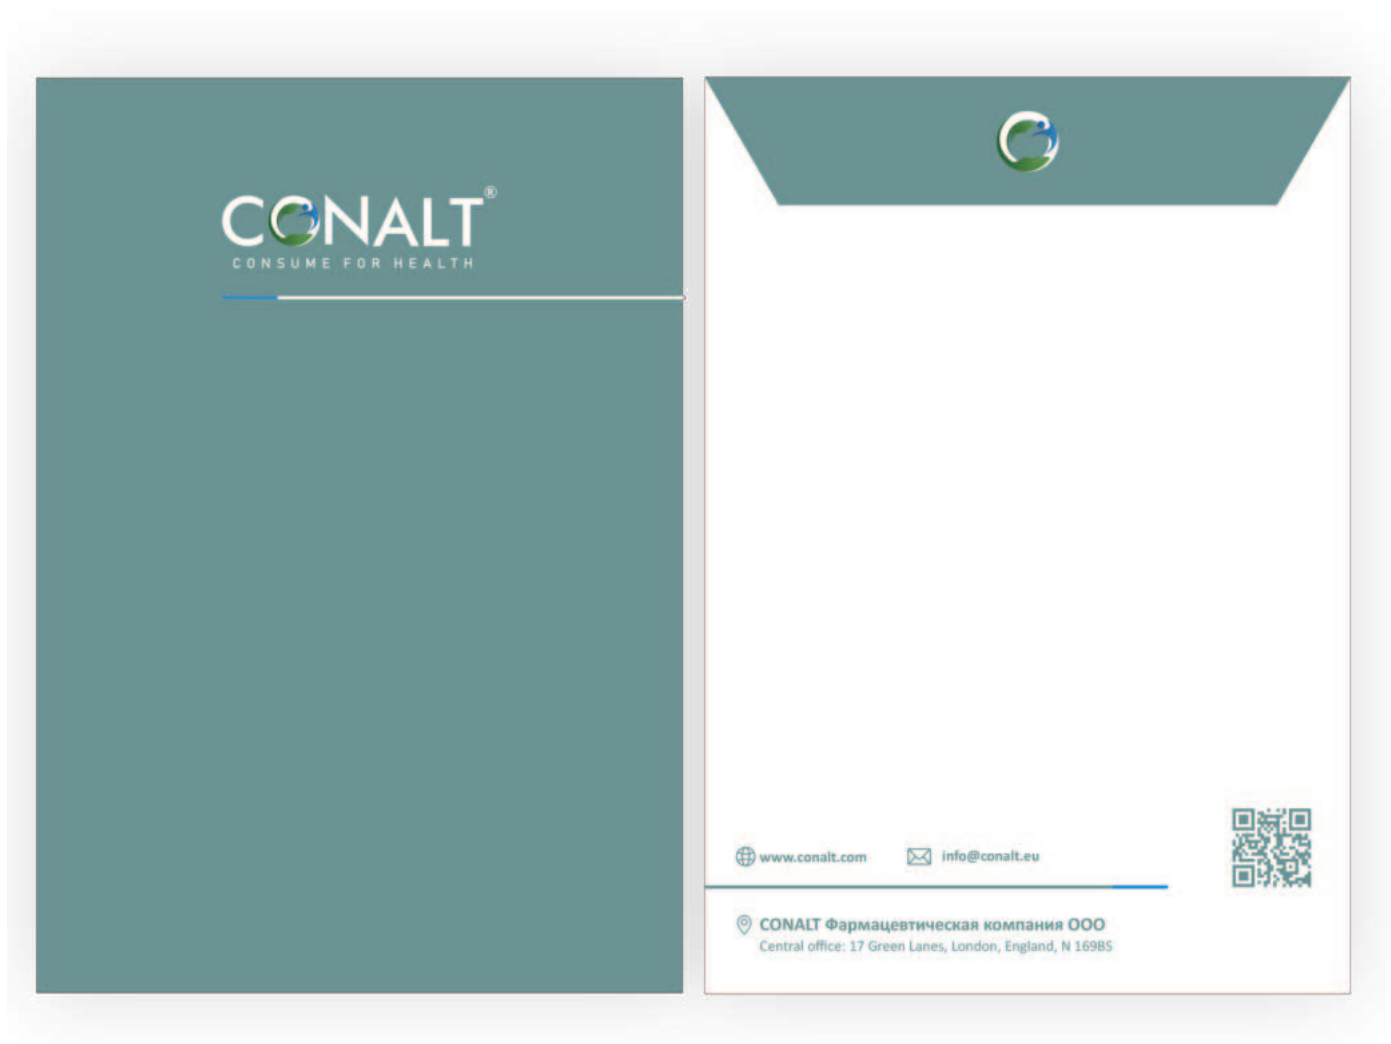 CONALT®
CONSUME FOR HEALTH
www.conalt.com
info@conalt.eu
CONALT Фармацевтическая компания ООО
Central office: 17 Green Lanes, London, England, N 169BS